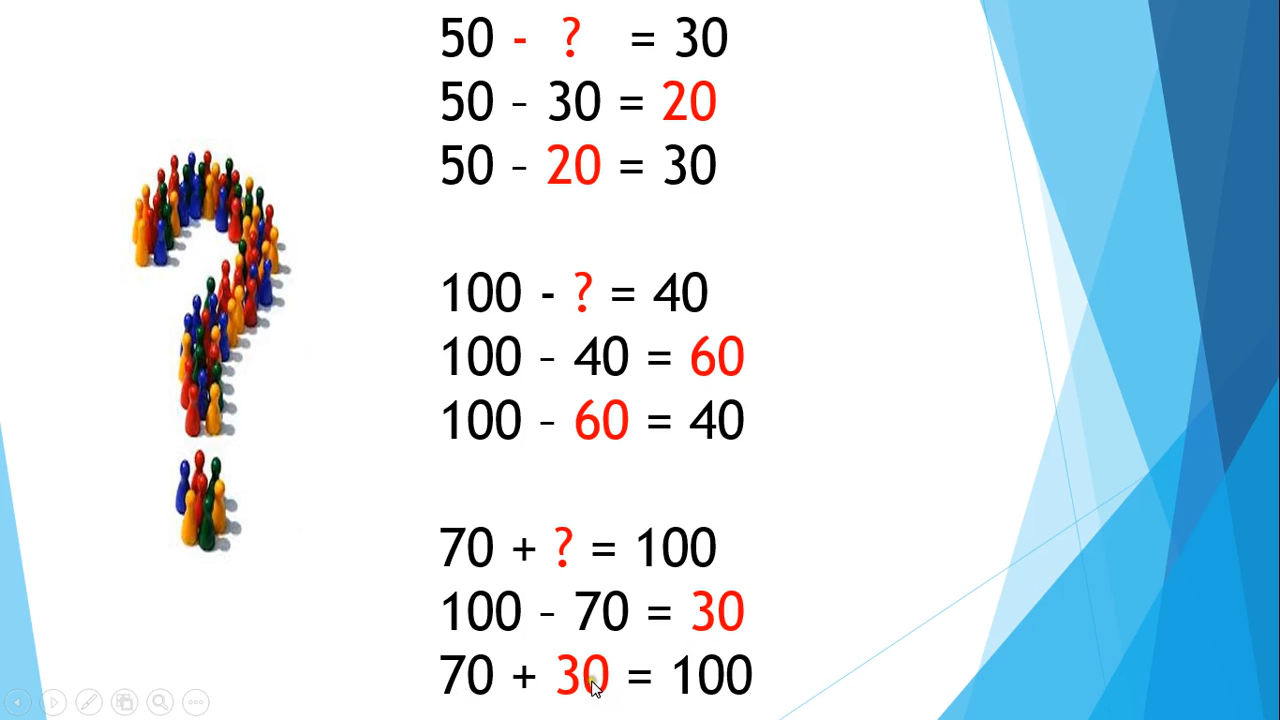 50 - ? = 30
50 – 30 = 20
50 – 20 = 30
100 - ? = 40
100 – 40 = 60
100 – 60 = 40
70 + ? = 100
100 – 70 = 30
70 + 30 = 100